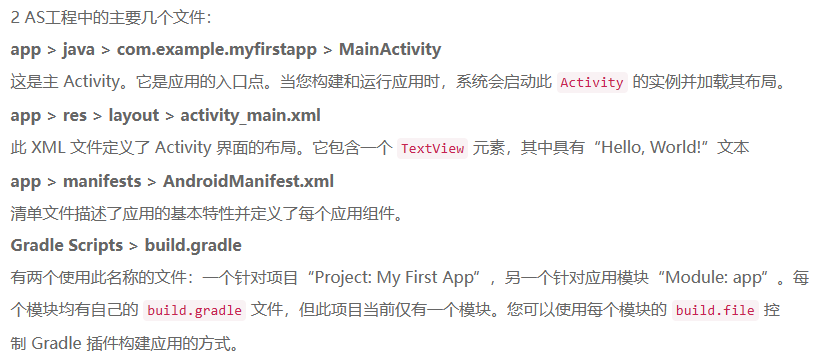 2 AS工程中的主要几个文件：
app > java > com.example.myfirstapp > MainActivity
这是主 Activity。它是应用的入口点。当您构建和运行应用时，系统会启动此 Activity 的实例并加载其布局。
app > res > layout > activity_main.xml
此 XML 文件定义了 Activity 界面的布局。它包含一个 TextView 元素，其中具有“Hello, World!”文本
app > manifests > AndroidManifest.xml
清单文件描述了应用的基本特性并定义了每个应用组件。
Gradle Scripts > build.gradle
有两个使用此名称的文件：一个针对项目“Project: My First App”，另一个针对应用模块“Module: app”。每
个模块均有自己的 build.gradle 文件，但此项目当前仅有一个模块。您可以使用每个模块的 build.file 控
制 Gradle 插件构建应用的方式。